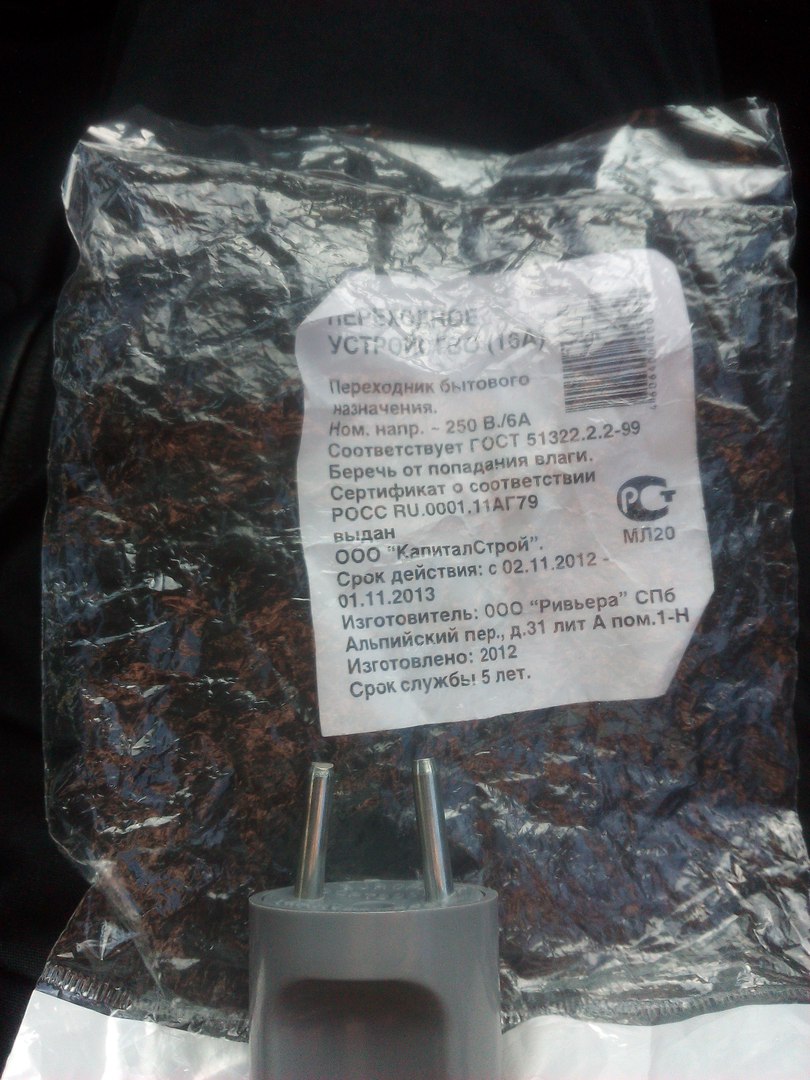 ПЕРЕХОДНОЕ
УСТРОЙСТВО (16А)
Переходник бытового
назначения.
Ном. напр. ~ 250 В./6А
Соответствует ГОСТ 51322.2.2-99
Беречь от попадания влаги.
Сертификат о соответствии
РОСС RU.0001.11АГ79
выдан
ООО "КапиталСтрой".
Срок действия: с 02.11.2012 -
01.11.2013
Изготовитель: ООО "Ривьера" СПб
Альпийский пер., д.31 лит А пом.1-Н
Изготовлено: 2012
Срок службы 5 лет.
РСТ
МЛ20